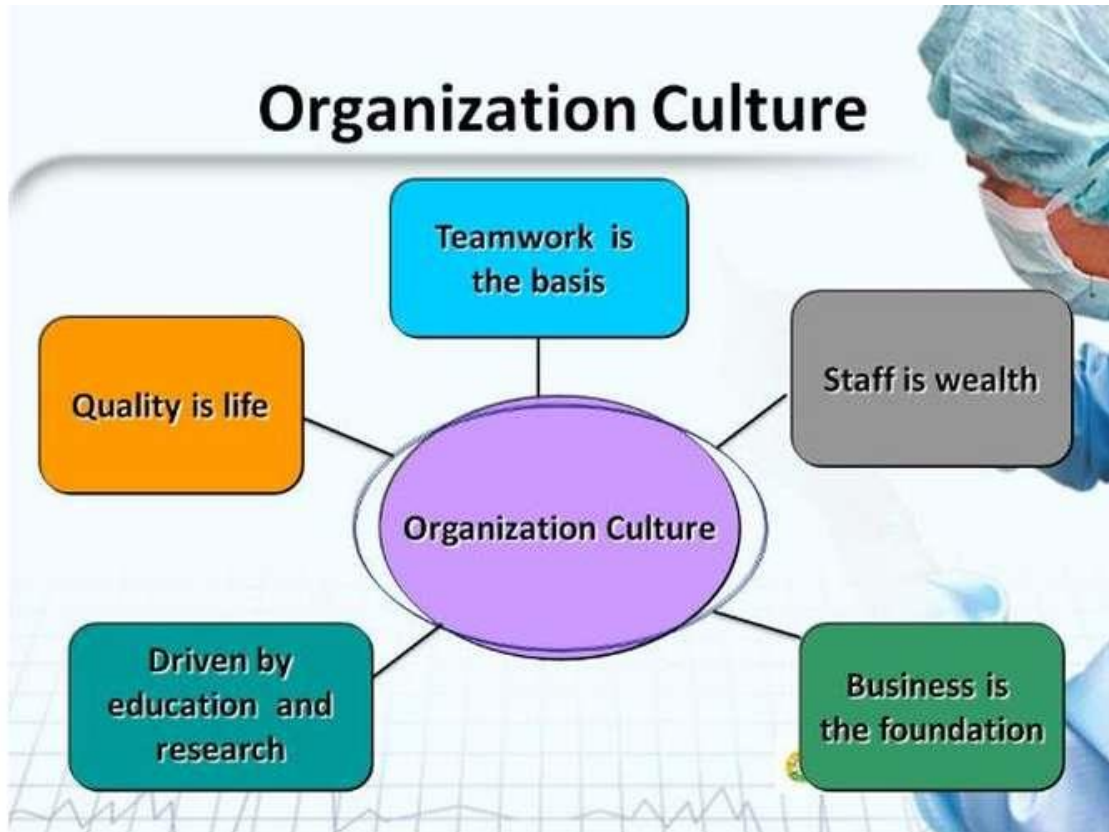 Organization Culture
Teamwork is
the basis
Quality is life
Staff is wealth
Organization Culture
Driven by
education and
research
Business is
the foundation